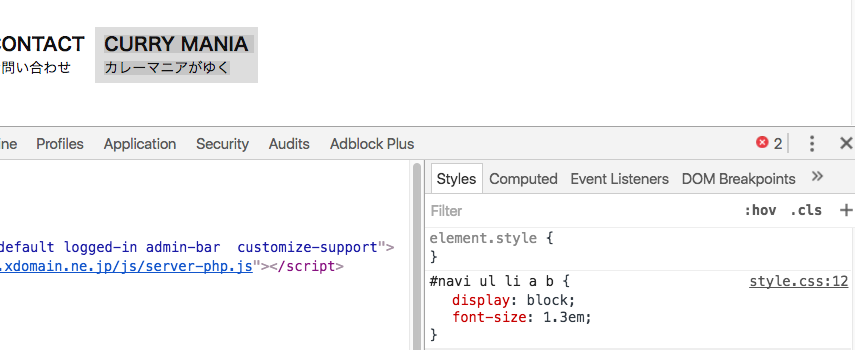 CONTACT CURRY MANIA
問い合わせ カレーマニアがゆく
ine Profiles Application Security Audits Adblock Plus 2
Styles Computed Event Listeners DOM Breakpoints
Filter :hov .cls
element.style {
}
default logged-in admin-bar customize-support">
.xdomain.ne.jp/js/server-php.js"></script>
#navi ul li a b { style.css:12
display: block;
font-size: 1.3em;
}